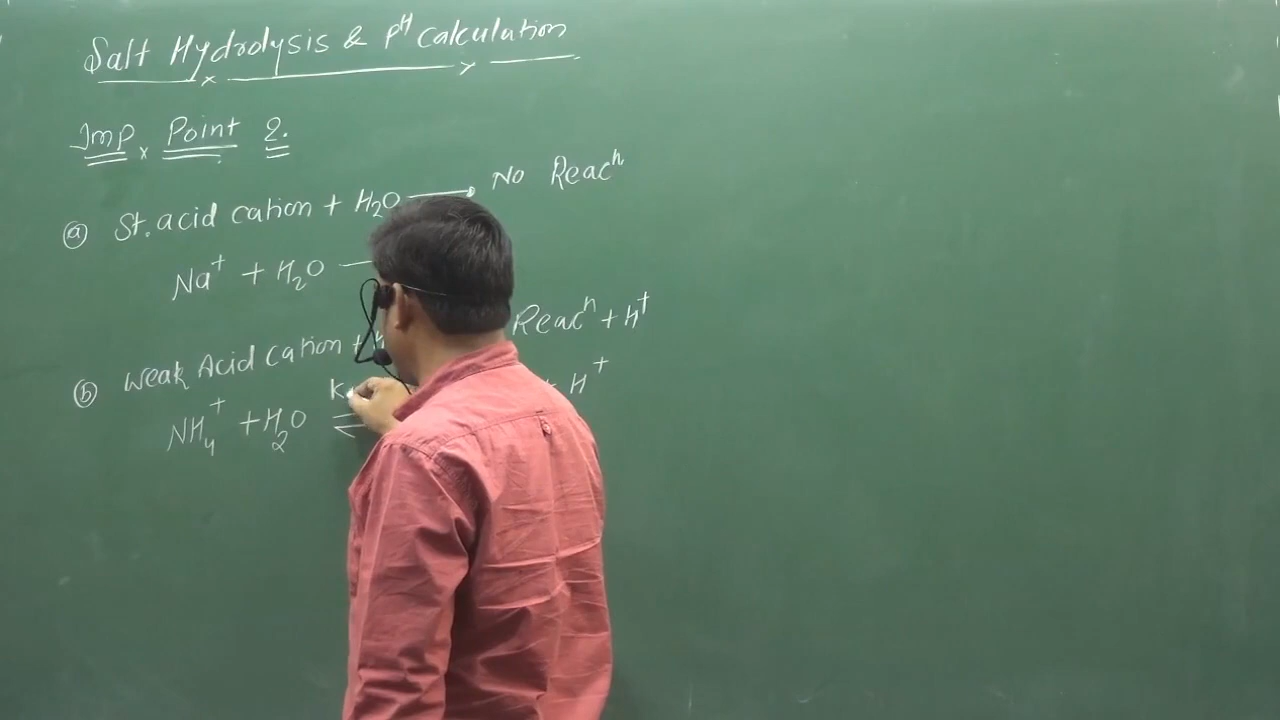 Salt Hydrolysis & pH calculation
Imp Point 2.
(a) St. acid cation + H₂O ⟶ No Reacⁿ
Na⁺ + H₂O —
(b) Weak Acid cation + Reacⁿ + H⁺
K
NH₄⁺ + H₂O ⇌ + H⁺